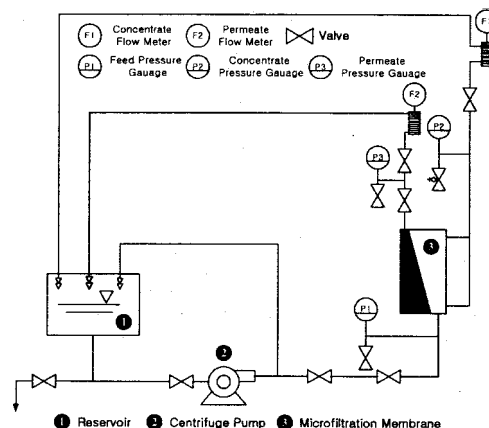 F1 Concentrate Flow Meter F2 Permeate Flow Meter Valve
P1 Feed Pressure Gauage P2 Concentrate Pressure Gauage P3 Permeate Pressure Gauage
F2
P2
P3
3
P1
1
2
1 Reservoir 2 Centrifuge Pump 3 Microfiltration Membrane